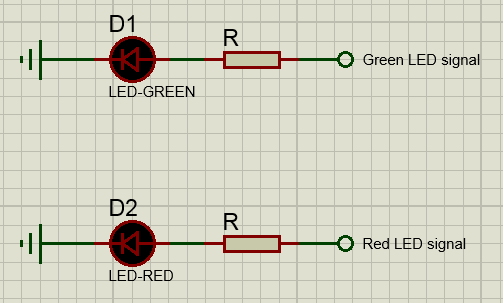 D1
R
Green LED signal
LED-GREEN
D2
R
Red LED signal
LED-RED